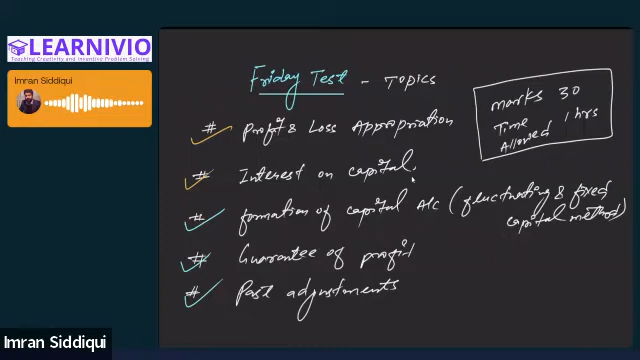 LEARNIVIO
Teaching Creativity and Inventive Problem Solving
Imran Siddiqui
Friday Test - Topics
marks 30
Time Allowed 1 hrs
# Profit & Loss Appropriation
# Interest on capital.
# formation of capital A/c (fluctuating & fixed capital method)
# Guarantee of profit
# Past adjustments
Imran Siddiqui